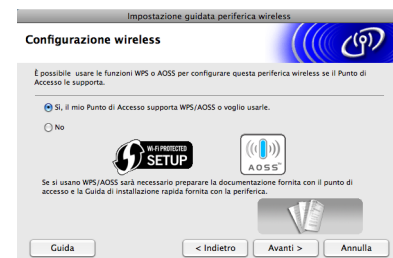 Impostazione guidata periferica wireless
Configurazione wireless
È possibile usare le funzioni WPS o AOSS per configurare questa periferica wireless se il Punto di
Accesso le supporta.
Sì, il mio Punto di Accesso supporta WPS/AOSS o voglio usarle.
No
WI-FI PROTECTED
SETUP
AOSS™
Se si usano WPS/AOSS sarà necessario preparare la documentazione fornita con il punto di
accesso e la Guida di installazione rapida fornita con la periferica.
Guida
< Indietro
Avanti >
Annulla